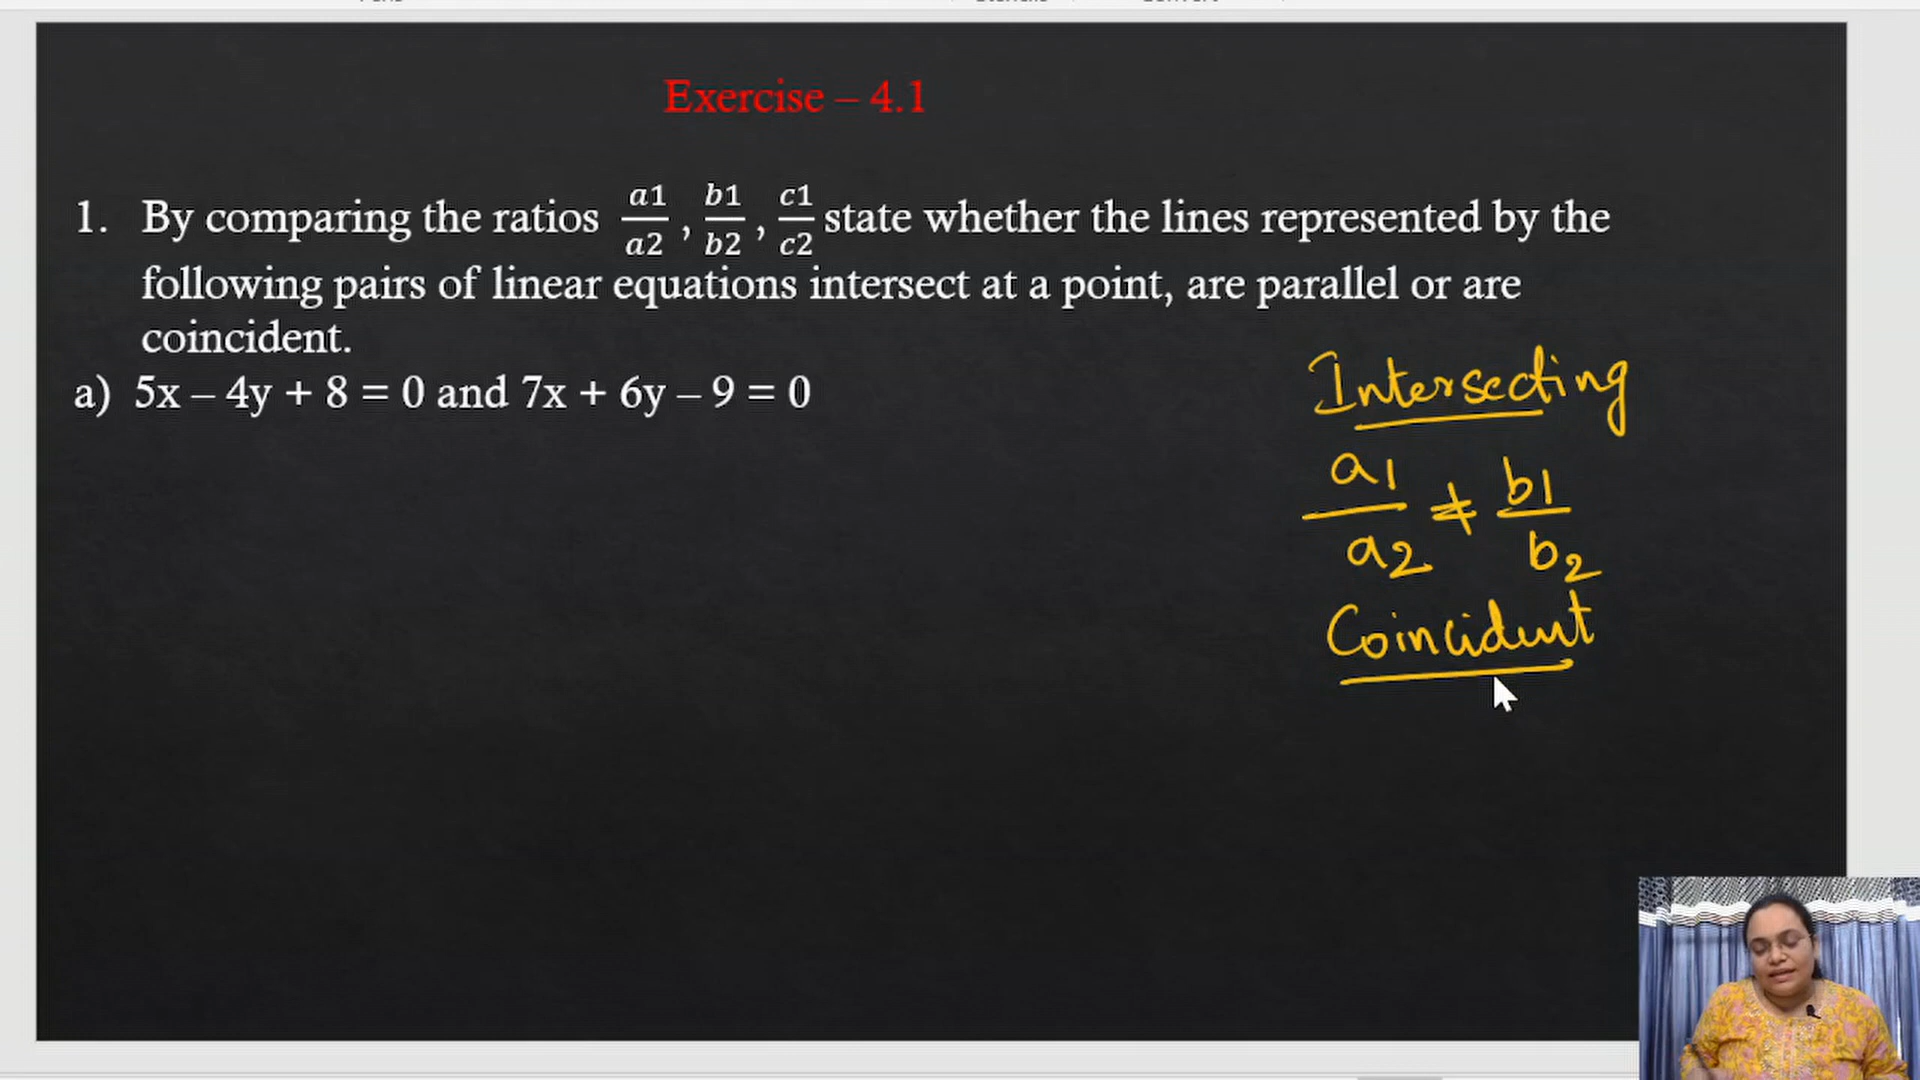 Exercise – 4.1
1. By comparing the ratios a1/a2 , b1/b2 , c1/c2 state whether the lines represented by the
following pairs of linear equations intersect at a point, are parallel or are
coincident.
a) 5x – 4y + 8 = 0 and 7x + 6y – 9 = 0
Intersecting
a1/a2 ≠ b1/b2
Coincident